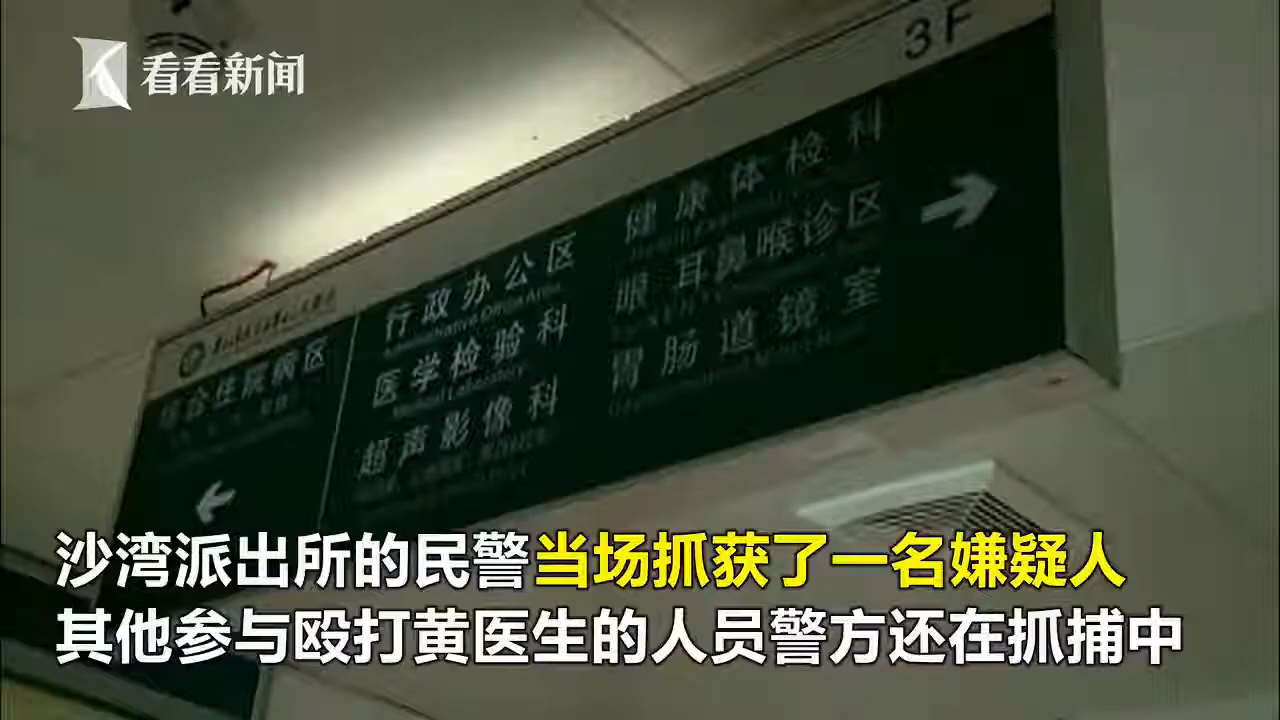 看看新闻
3F
综合住院病区
行政办公区
医学检验科
超声影像科
健康体检科
眼 耳鼻喉诊区
胃肠道镜室
沙湾派出所的民警当场抓获了一名嫌疑人
其他参与殴打黄医生的人员警方还在抓捕中